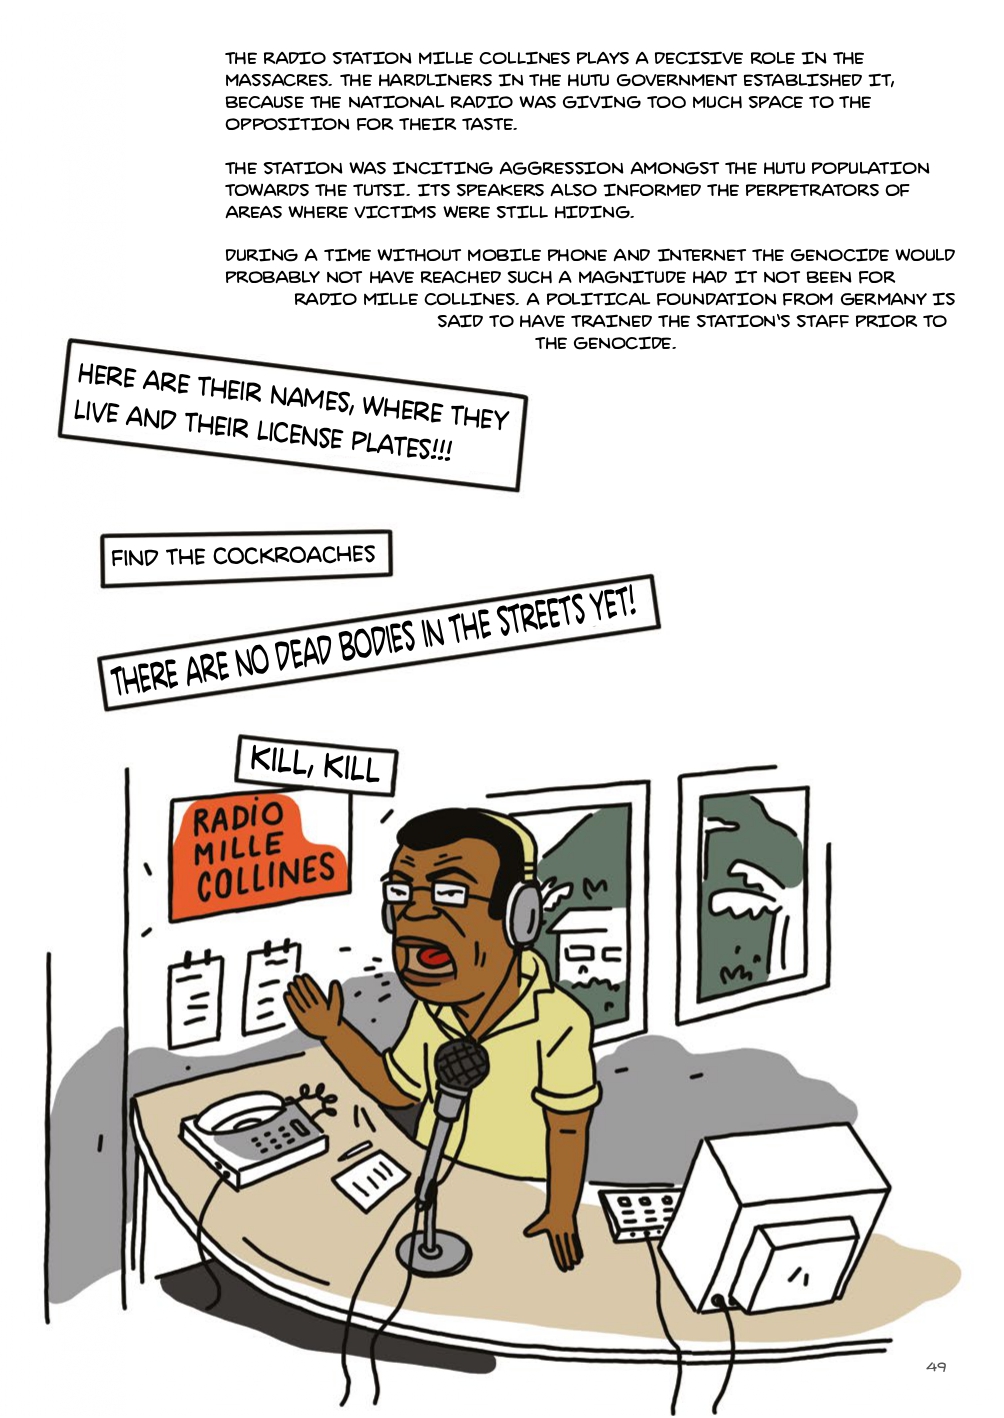 THE RADIO STATION MILLE COLLINES PLAYS A DECISIVE ROLE IN THE
MASSACRES. THE HARDLINERS IN THE HUTU GOVERNMENT ESTABLISHED IT,
BECAUSE THE NATIONAL RADIO WAS GIVING TOO MUCH SPACE TO THE
OPPOSITION FOR THEIR TASTE.
THE STATION WAS INCITING AGGRESSION AMONGST THE HUTU POPULATION
TOWARDS THE TUTSI. ITS SPEAKERS ALSO INFORMED THE PERPETRATORS OF
AREAS WHERE VICTIMS WERE STILL HIDING.
DURING A TIME WITHOUT MOBILE PHONE AND INTERNET THE GENOCIDE WOULD
PROBABLY NOT HAVE REACHED SUCH A MAGNITUDE HAD IT NOT BEEN FOR
RADIO MILLE COLLINES. A POLITICAL FOUNDATION FROM GERMANY IS
SAID TO HAVE TRAINED THE STATION'S STAFF PRIOR TO
THE GENOCIDE.
HERE ARE THEIR NAMES, WHERE THEY
LIVE AND THEIR LICENSE PLATES!!!
FIND THE COCKROACHES
THERE ARE NO DEAD BODIES IN THE STREETS YET!
KILL, KILL
RADIO
MILLE
COLLINES
49